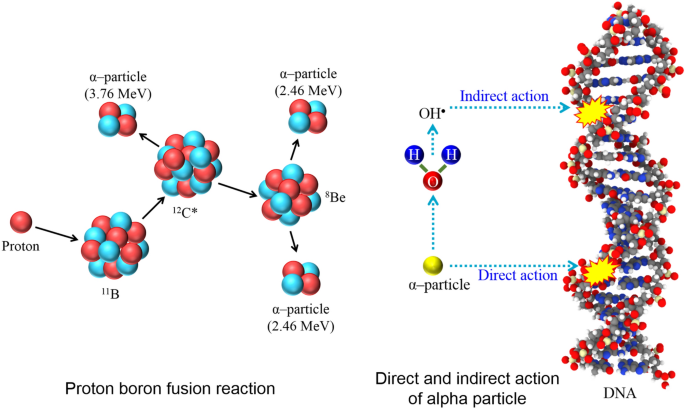 α–particle
(3.76 MeV)
α–particle
(2.46 MeV)
¹²C*
⁸Be
Proton
¹¹B
α–particle
(2.46 MeV)
Proton boron fusion reaction
Indirect action
OH•
H
H
O
Direct action
α–particle
DNA
Direct and indirect action
of alpha particle